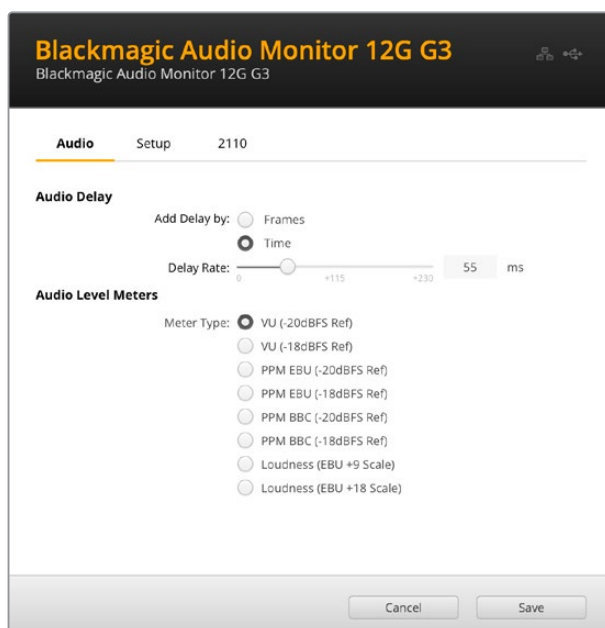 Blackmagic Audio Monitor 12G G3
Blackmagic Audio Monitor 12G G3
Audio Setup 2110
Audio Delay
Add Delay by: Frames
Time
Delay Rate: 55 ms
0 +115 +230
Audio Level Meters
Meter Type: VU (-20dBFS Ref)
VU (-18dBFS Ref)
PPM EBU (-20dBFS Ref)
PPM EBU (-18dBFS Ref)
PPM BBC (-20dBFS Ref)
PPM BBC (-18dBFS Ref)
Loudness (EBU +9 Scale)
Loudness (EBU +18 Scale)
Cancel Save